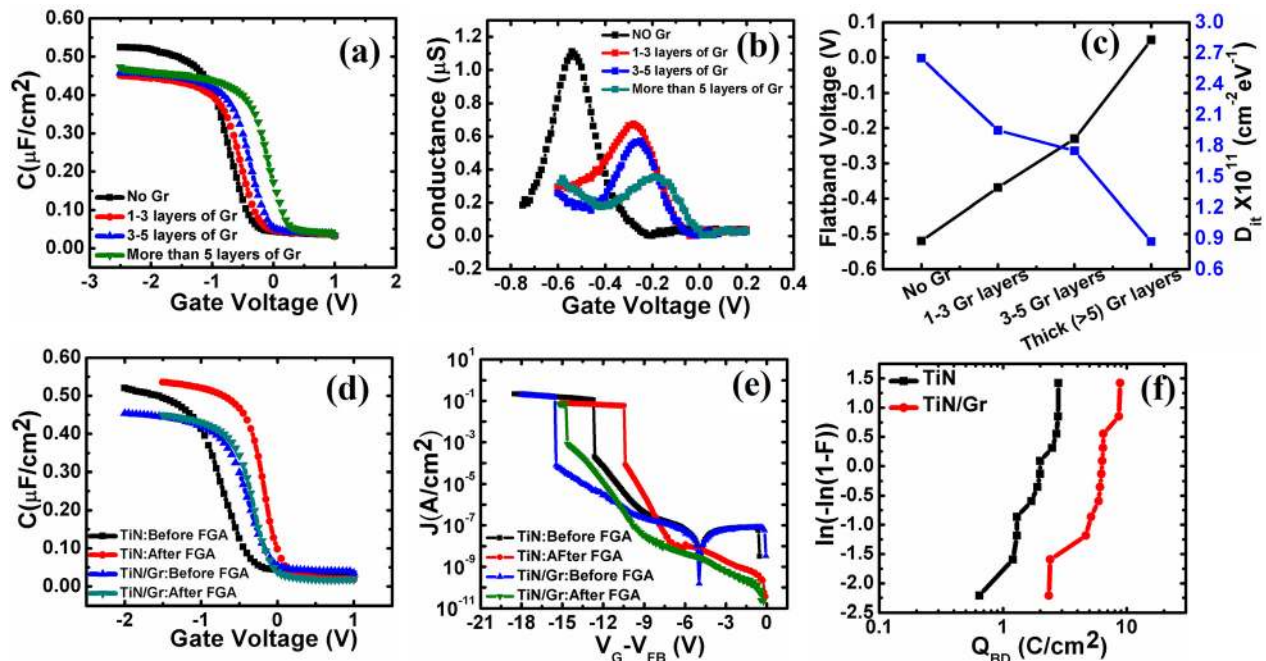 (a)
C(μF/cm2)
0.60
0.50
0.40
0.30
0.20
0.10
0.00
No Gr
1-3 layers of Gr
3-5 layers of Gr
More than 5 layers of Gr
-3 -2 -1 0 1 2
Gate Voltage (V)
(b)
Conductance (μS)
1.2
1.0
0.8
0.6
0.4
0.2
0.0
-0.2
NO Gr
1-3 layers of Gr
3-5 layers of Gr
More than 5 layers of Gr
-0.8 -0.6 -0.4 -0.2 0.0 0.2 0.4
Gate Voltage (V)
(c)
Flatband Voltage (V)
0.1
0.0
-0.1
-0.2
-0.3
-0.4
-0.5
-0.6
3.0
2.7
2.4
2.1
1.8
1.5
1.2
0.9
0.6
Dit X10^11 (cm-2 eV-1)
No Gr
1-3 Gr layers
3-5 Gr layers
Thick (>5) Gr layers
(d)
C(μF/cm2)
0.60
0.50
0.40
0.30
0.20
0.10
0.00
TiN:Before FGA
TiN:After FGA
TiN/Gr:Before FGA
TiN/Gr:After FGA
-2 -1 0 1
Gate Voltage (V)
(e)
J(A/cm2)
10^1
10^-1
10^-3
10^-5
10^-7
10^-9
10^-11
TiN:Before FGA
TiN:AFter FGA
TiN/Gr:Before FGA
TiN/Gr:After FGA
-21 -18 -15 -12 -9 -6 -3 0
VG-VFB (V)
(f)
ln(-ln(1-F))
1.5
1.0
0.5
0.0
-0.5
-1.0
-1.5
-2.0
-2.5
TiN
TiN/Gr
0.1 1 10
QBD (C/cm2)